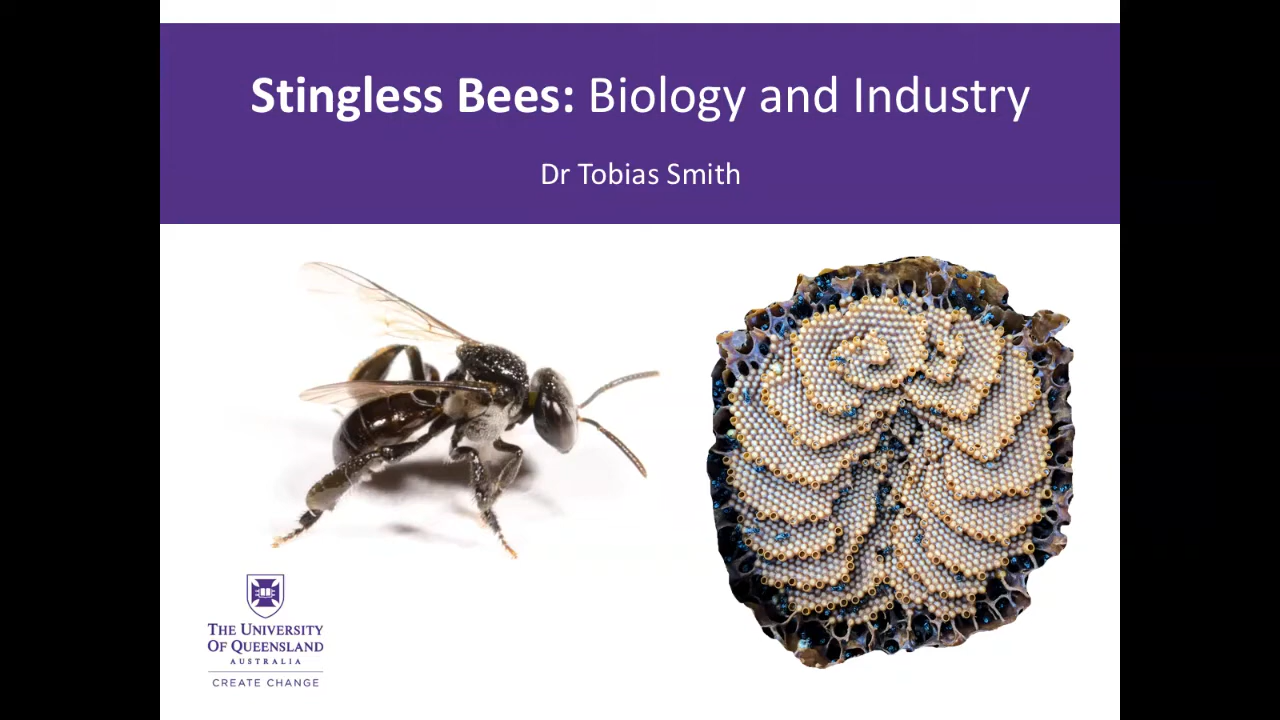 Stingless Bees: Biology and Industry
Dr Tobias Smith
THE UNIVERSITY
OF QUEENSLAND
AUSTRALIA
CREATE CHANGE